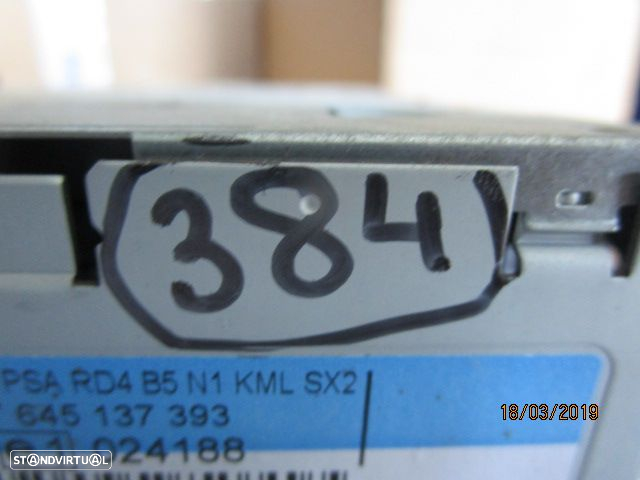 384
PSA RD4 B5 N1 KML SX2
645 137 393
024188
18/03/2019
STANDVIRTUAL